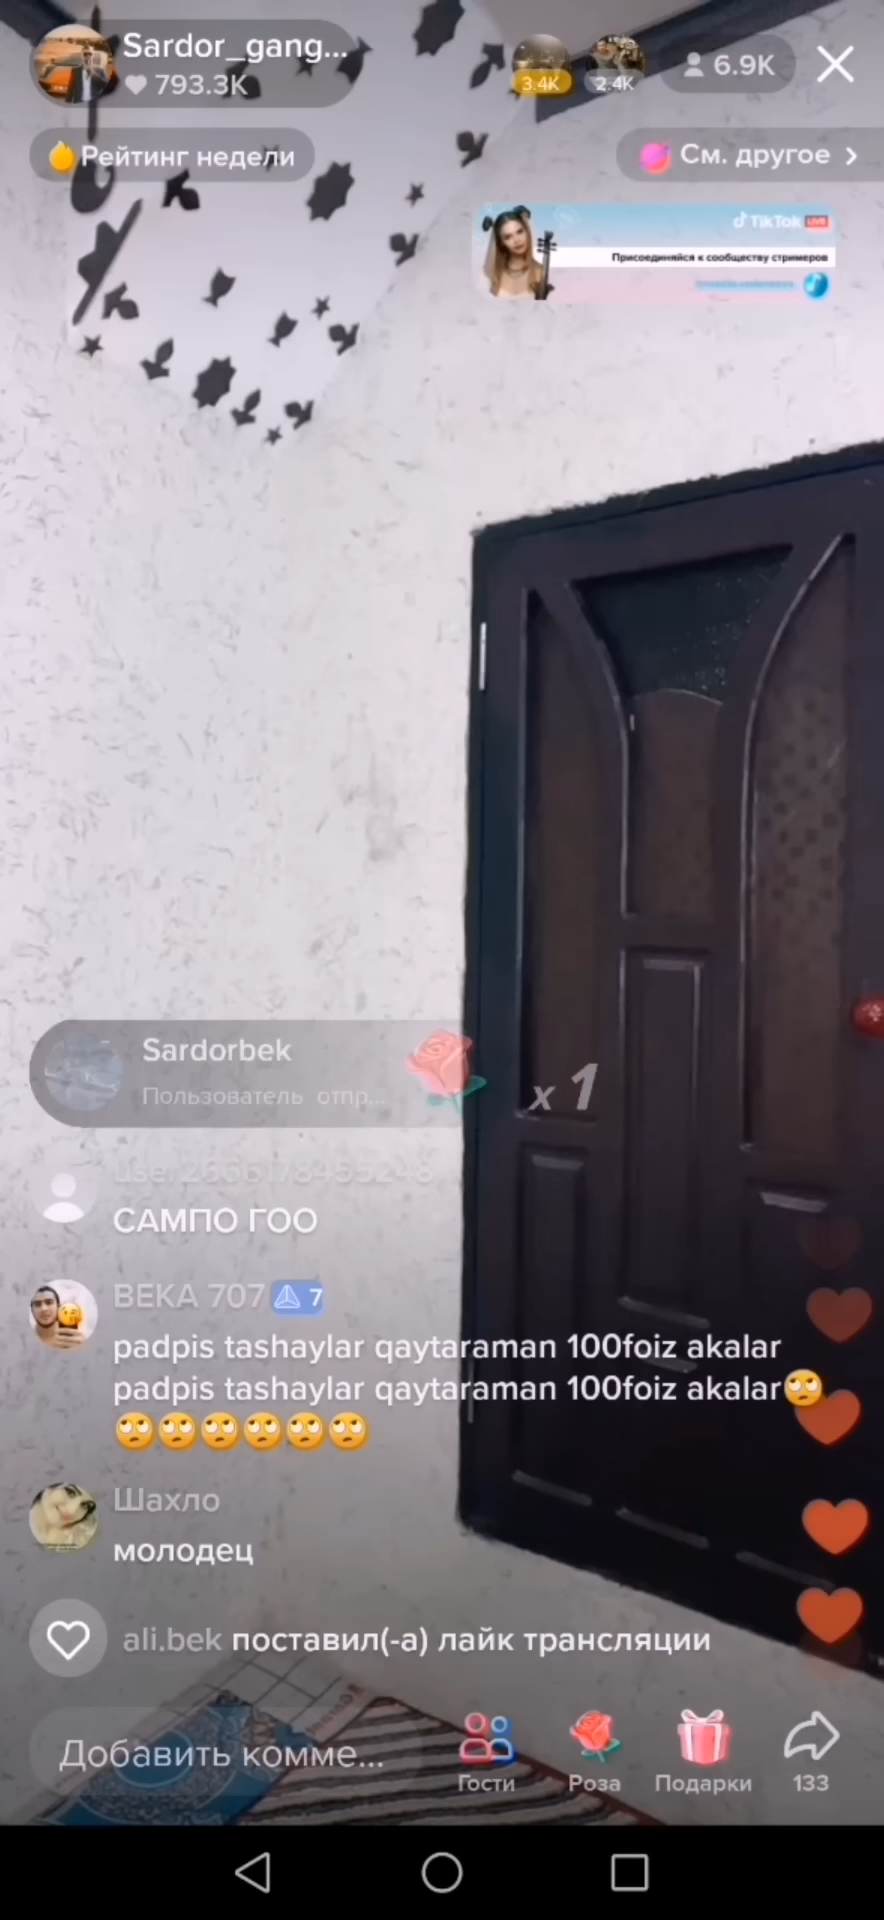 Sardor_gang...
793.3K
3.4K
2.4K
6.9K
Рейтинг недели
См. другое
TikTok LIVE
Присоединяйся к сообществу стримеров
Sardorbek
Пользователь отпр...
x 1
САМПО ГОО
BEKA 707 7
padpis tashaylar qaytaraman 100foiz akalar
padpis tashaylar qaytaraman 100foiz akalar🙄
🙄🙄🙄🙄🙄🙄
Шахло
молодец
ali.bek поставил(-а) лайк трансляции
Добавить комме...
Гости
Роза
Подарки
133